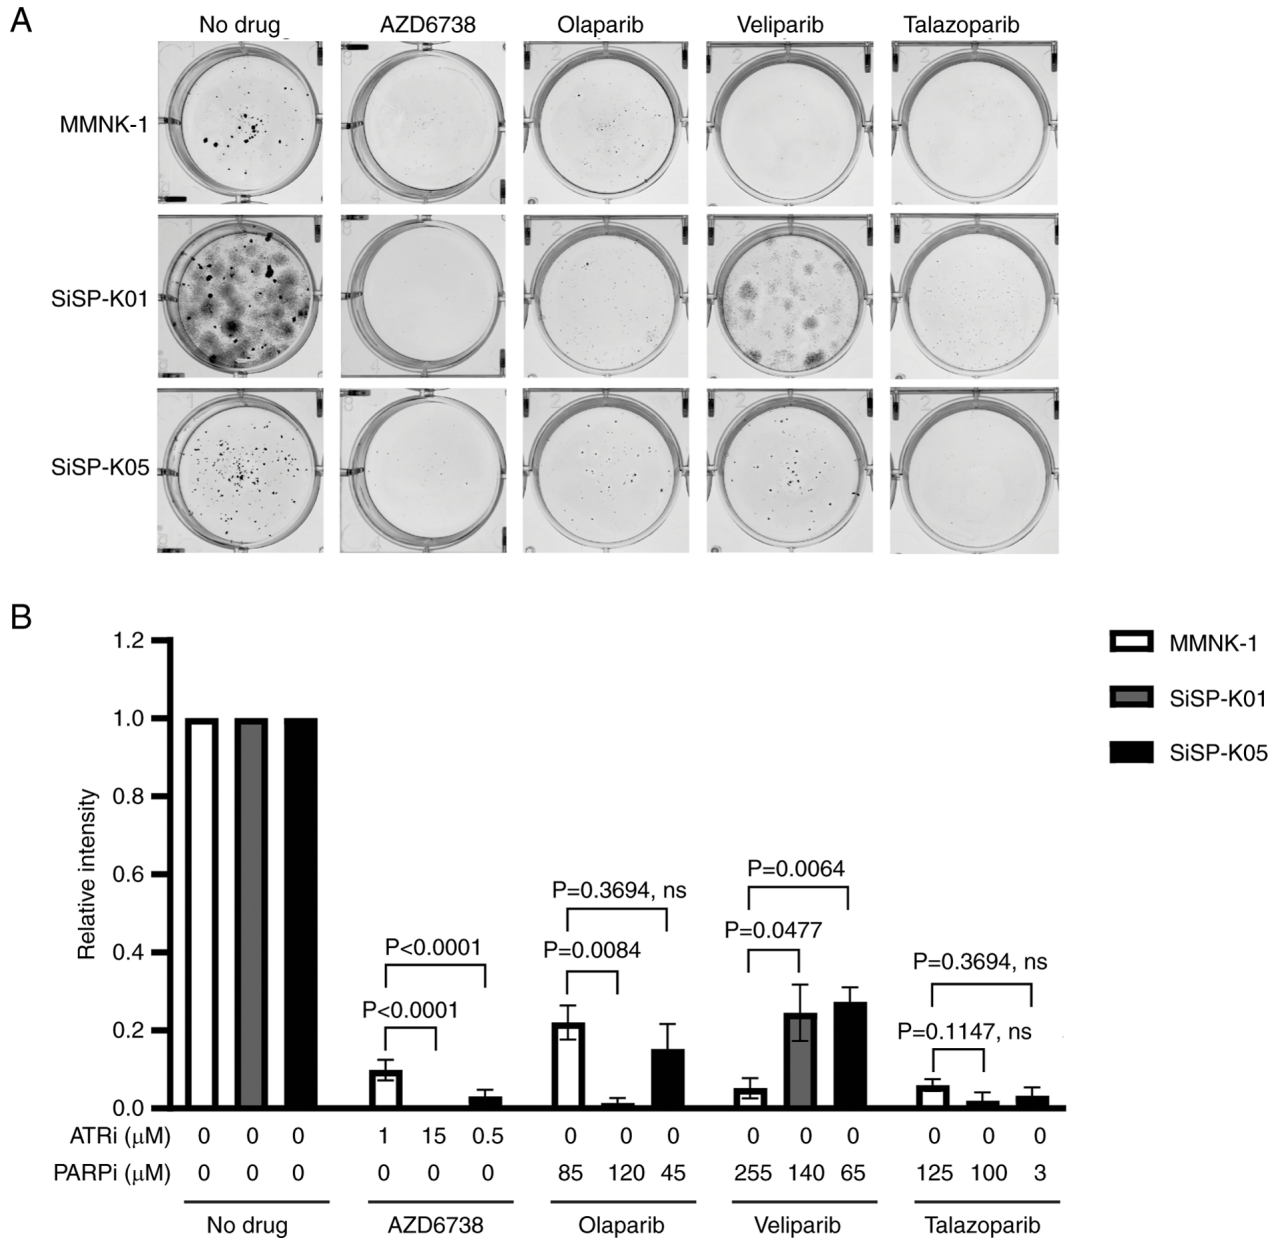 A
No drug AZD6738 Olaparib Veliparib Talazoparib
MMNK-1
SiSP-K01
SiSP-K05
B
1.2
1.0
0.8
0.6
0.4
0.2
0.0
Relative intensity
MMNK-1
SiSP-K01
SiSP-K05
P<0.0001
P<0.0001
P=0.3694, ns
P=0.0084
P=0.0064
P=0.0477
P=0.3694, ns
P=0.1147, ns
ATRi (μM) 0 0 0 1 15 0.5 0 0 0 0 0 0 0 0 0
PARPi (μM) 0 0 0 0 0 0 85 120 45 255 140 65 125 100 3
No drug AZD6738 Olaparib Veliparib Talazoparib